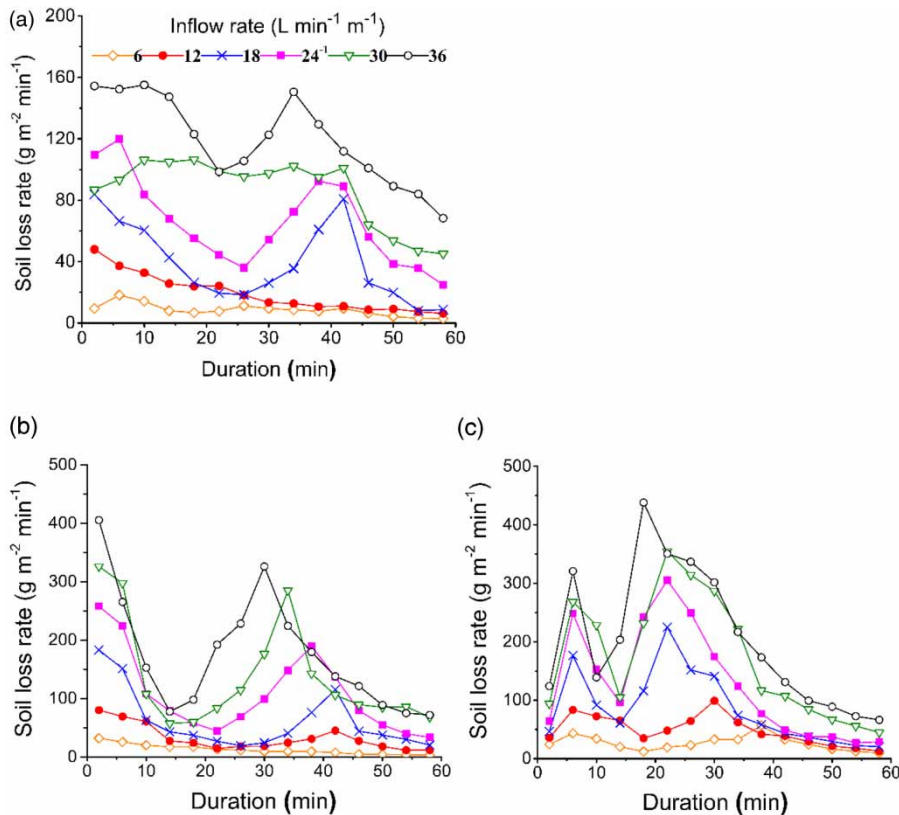 (a)
Inflow rate (L min⁻¹ m⁻¹)
6 12 18 24⁻¹ 30 36
Soil loss rate (g m⁻² min⁻¹)
200
160
120
80
40
0
0 10 20 30 40 50 60
Duration (min)
(b)
Soil loss rate (g m⁻² min⁻¹)
500
400
300
200
100
0
0 10 20 30 40 50 60
Duration (min)
(c)
Soil loss rate (g m⁻² min⁻¹)
500
400
300
200
100
0
0 10 20 30 40 50 60
Duration (min)